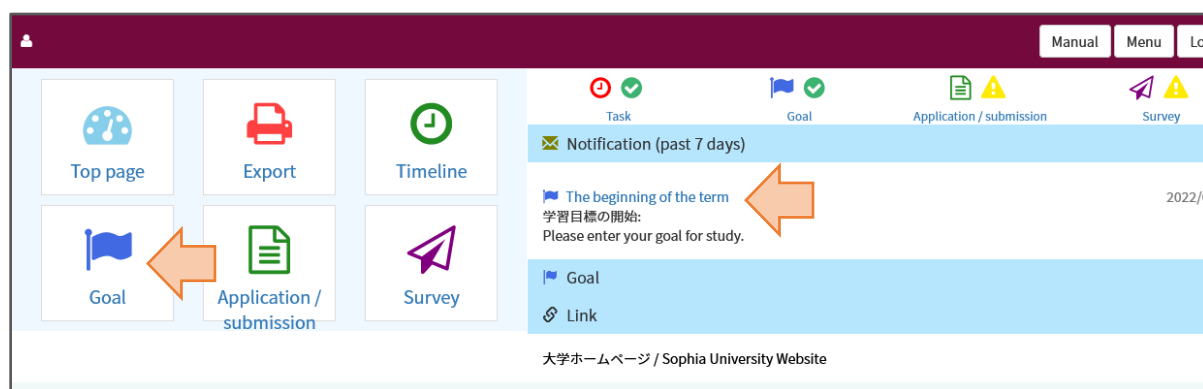 Manual Menu
Top page Export Timeline
Goal Application / submission Survey
Task Goal Application / submission Survey
Notification (past 7 days)
The beginning of the term
学習目標の開始:
Please enter your goal for study.
Goal
Link
大学ホームページ / Sophia University Website